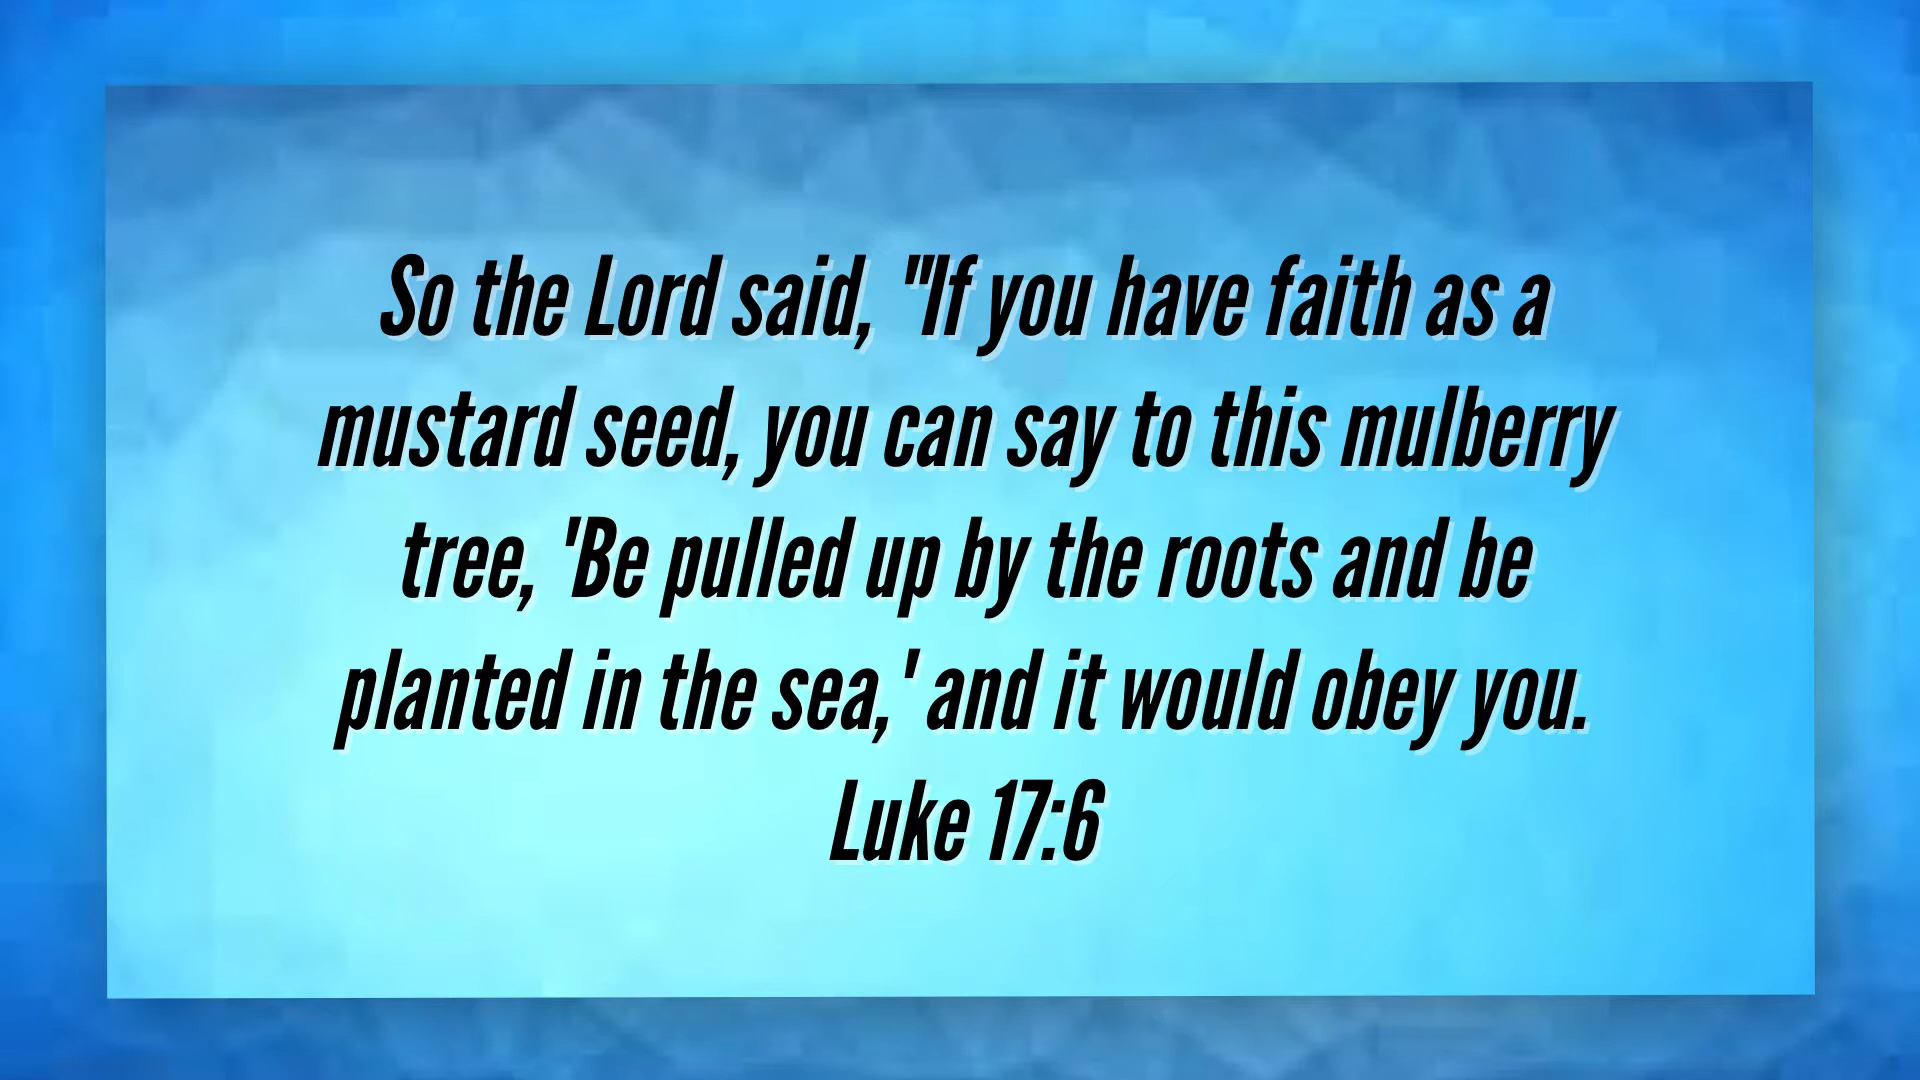 So the Lord said, "If you have faith as a
mustard seed, you can say to this mulberry
tree, 'Be pulled up by the roots and be
planted in the sea,' and it would obey you.
Luke 17:6